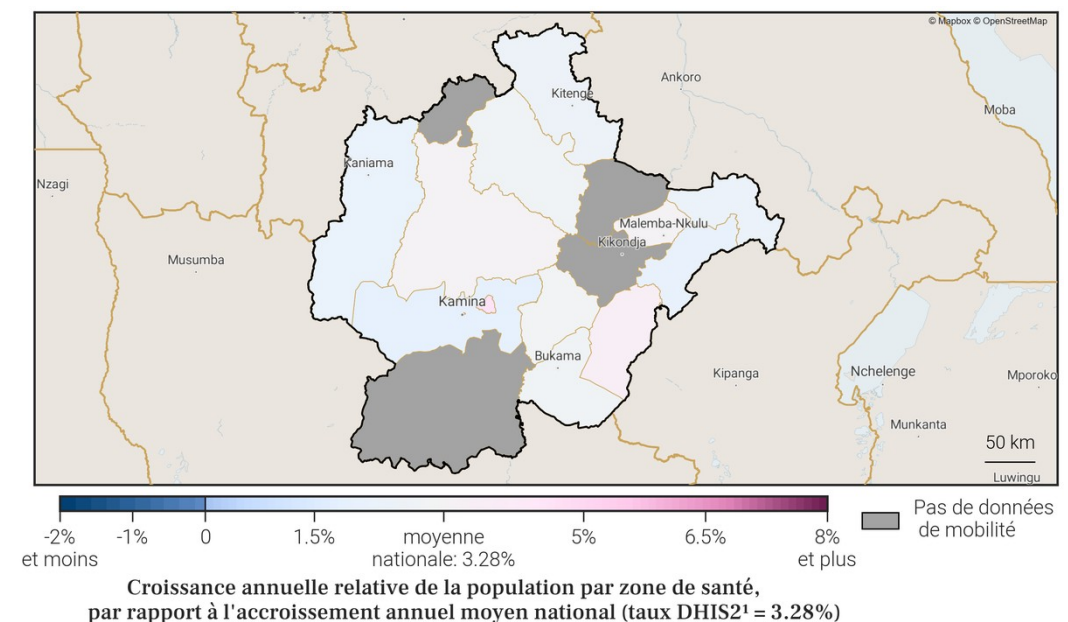 © Mapbox © OpenStreetMap
Kitenge
Ankoro
Moba
Kaniama
Nzagi
Malemba-Nkulu
Kikondja
Musumba
Kamina
Bukama
Kipanga
Nchelenge
Mporoko
Munkanta
50 km
Luwingu
-2%
et moins
-1%
0
1.5%
moyenne
nationale: 3.28%
5%
6.5%
8%
et plus
Pas de données
de mobilité
Croissance annuelle relative de la population par zone de santé,
par rapport à l'accroissement annuel moyen national (taux DHIS2¹ = 3.28%)